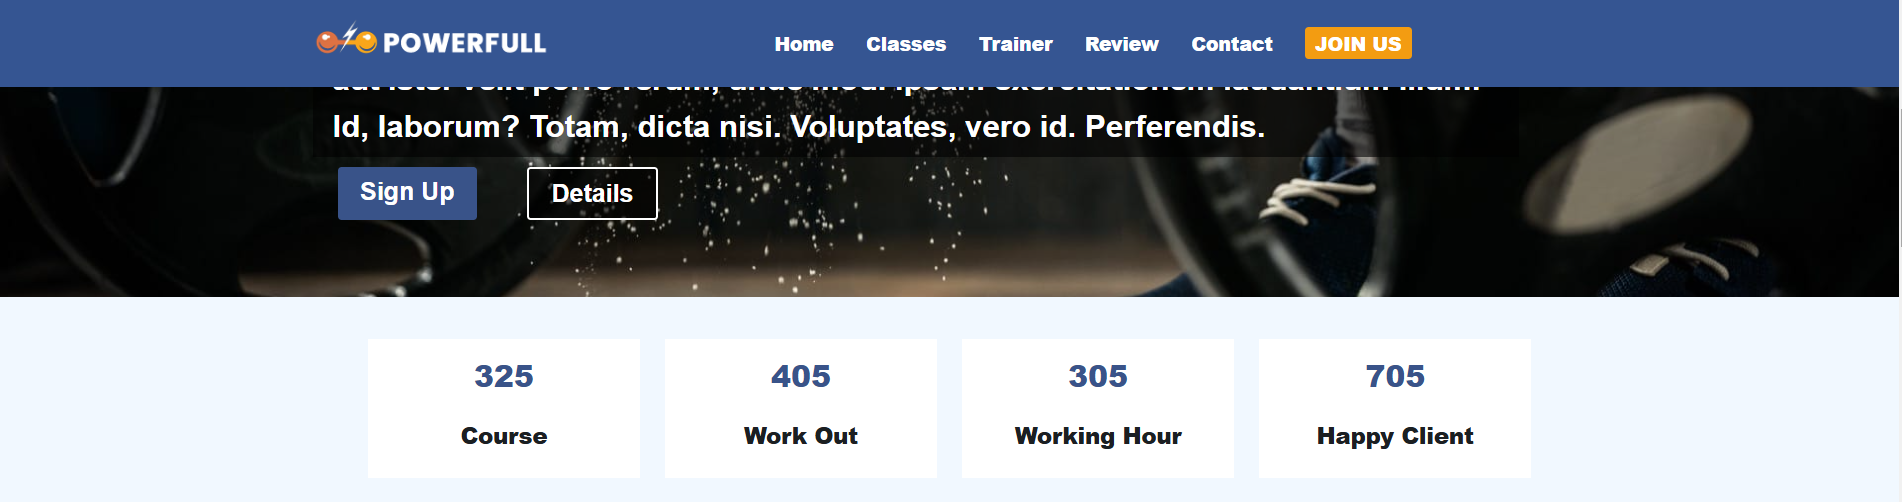 POWERFULL
Home Classes Trainer Review Contact JOIN US
Id, laborum? Totam, dicta nisi. Voluptates, vero id. Perferendis.
Sign Up Details
325 405 305 705
Course Work Out Working Hour Happy Client